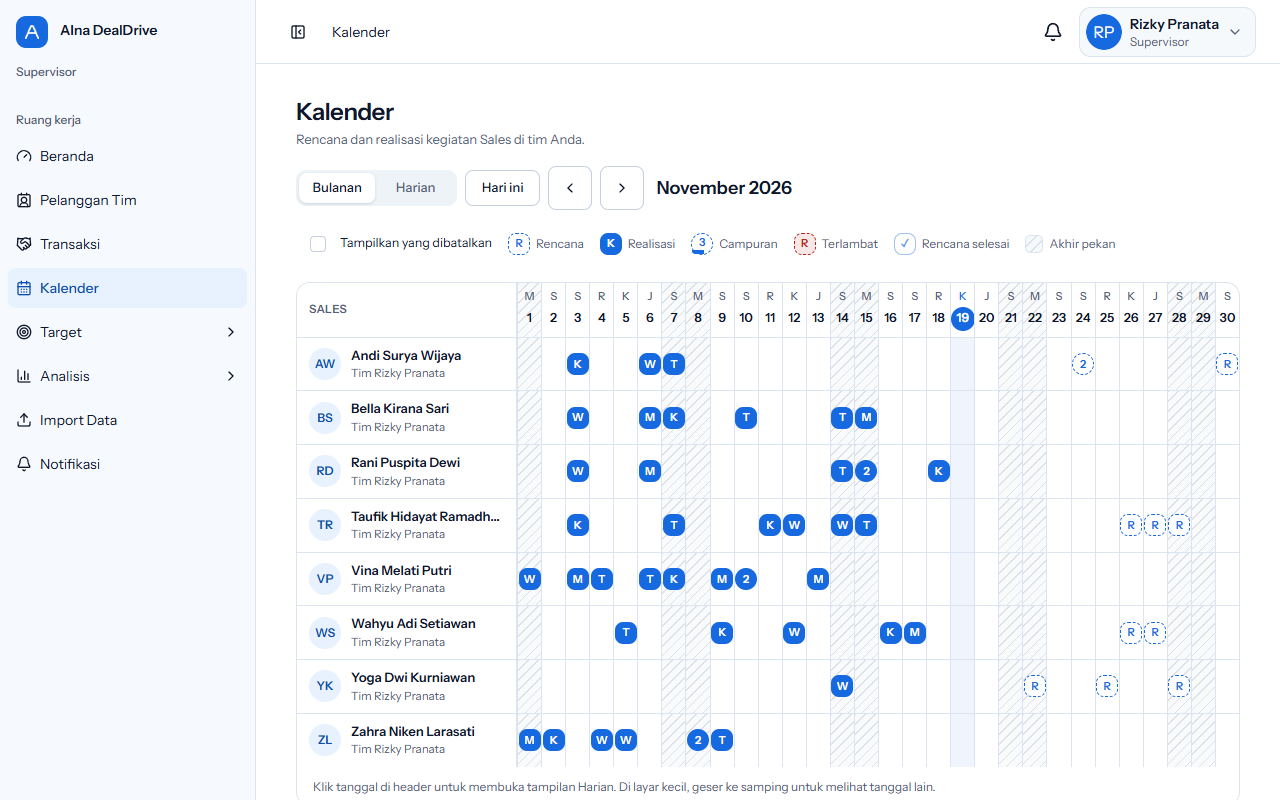 A
AIna DealDrive
Supervisor
Ruang kerja
Beranda
Pelanggan Tim
Transaksi
Kalender
Target
Analisis
Import Data
Notifikasi
Kalender
RP
Rizky Pranata
Supervisor
Kalender
Rencana dan realisasi kegiatan Sales di tim Anda.
Bulanan Harian Hari ini November 2026
Tampilkan yang dibatalkan R Rencana K Realisasi 3 Campuran R Terlambat ✓ Rencana selesai Akhir pekan
M S S R K J S M S S R K J S M S S R K J S M S S R K J S M S
SALES 1 2 3 4 5 6 7 8 9 10 11 12 13 14 15 16 17 18 19 20 21 22 23 24 25 26 27 28 29 30
AW Andi Surya Wijaya K W T 2 R
Tim Rizky Pranata
BS Bella Kirana Sari W M K T T M
Tim Rizky Pranata
RD Rani Puspita Dewi W M T 2 K
Tim Rizky Pranata
TR Taufik Hidayat Ramadh... K T K W W T R R R
Tim Rizky Pranata
VP Vina Melati Putri W M T T K M 2 M
Tim Rizky Pranata
WS Wahyu Adi Setiawan T K W K M R R
Tim Rizky Pranata
YK Yoga Dwi Kurniawan W R R R
Tim Rizky Pranata
ZL Zahra Niken Larasati M K W W 2 T
Tim Rizky Pranata
Klik tanggal di header untuk membuka tampilan Harian. Di layar kecil, geser ke samping untuk melihat tanggal lain.